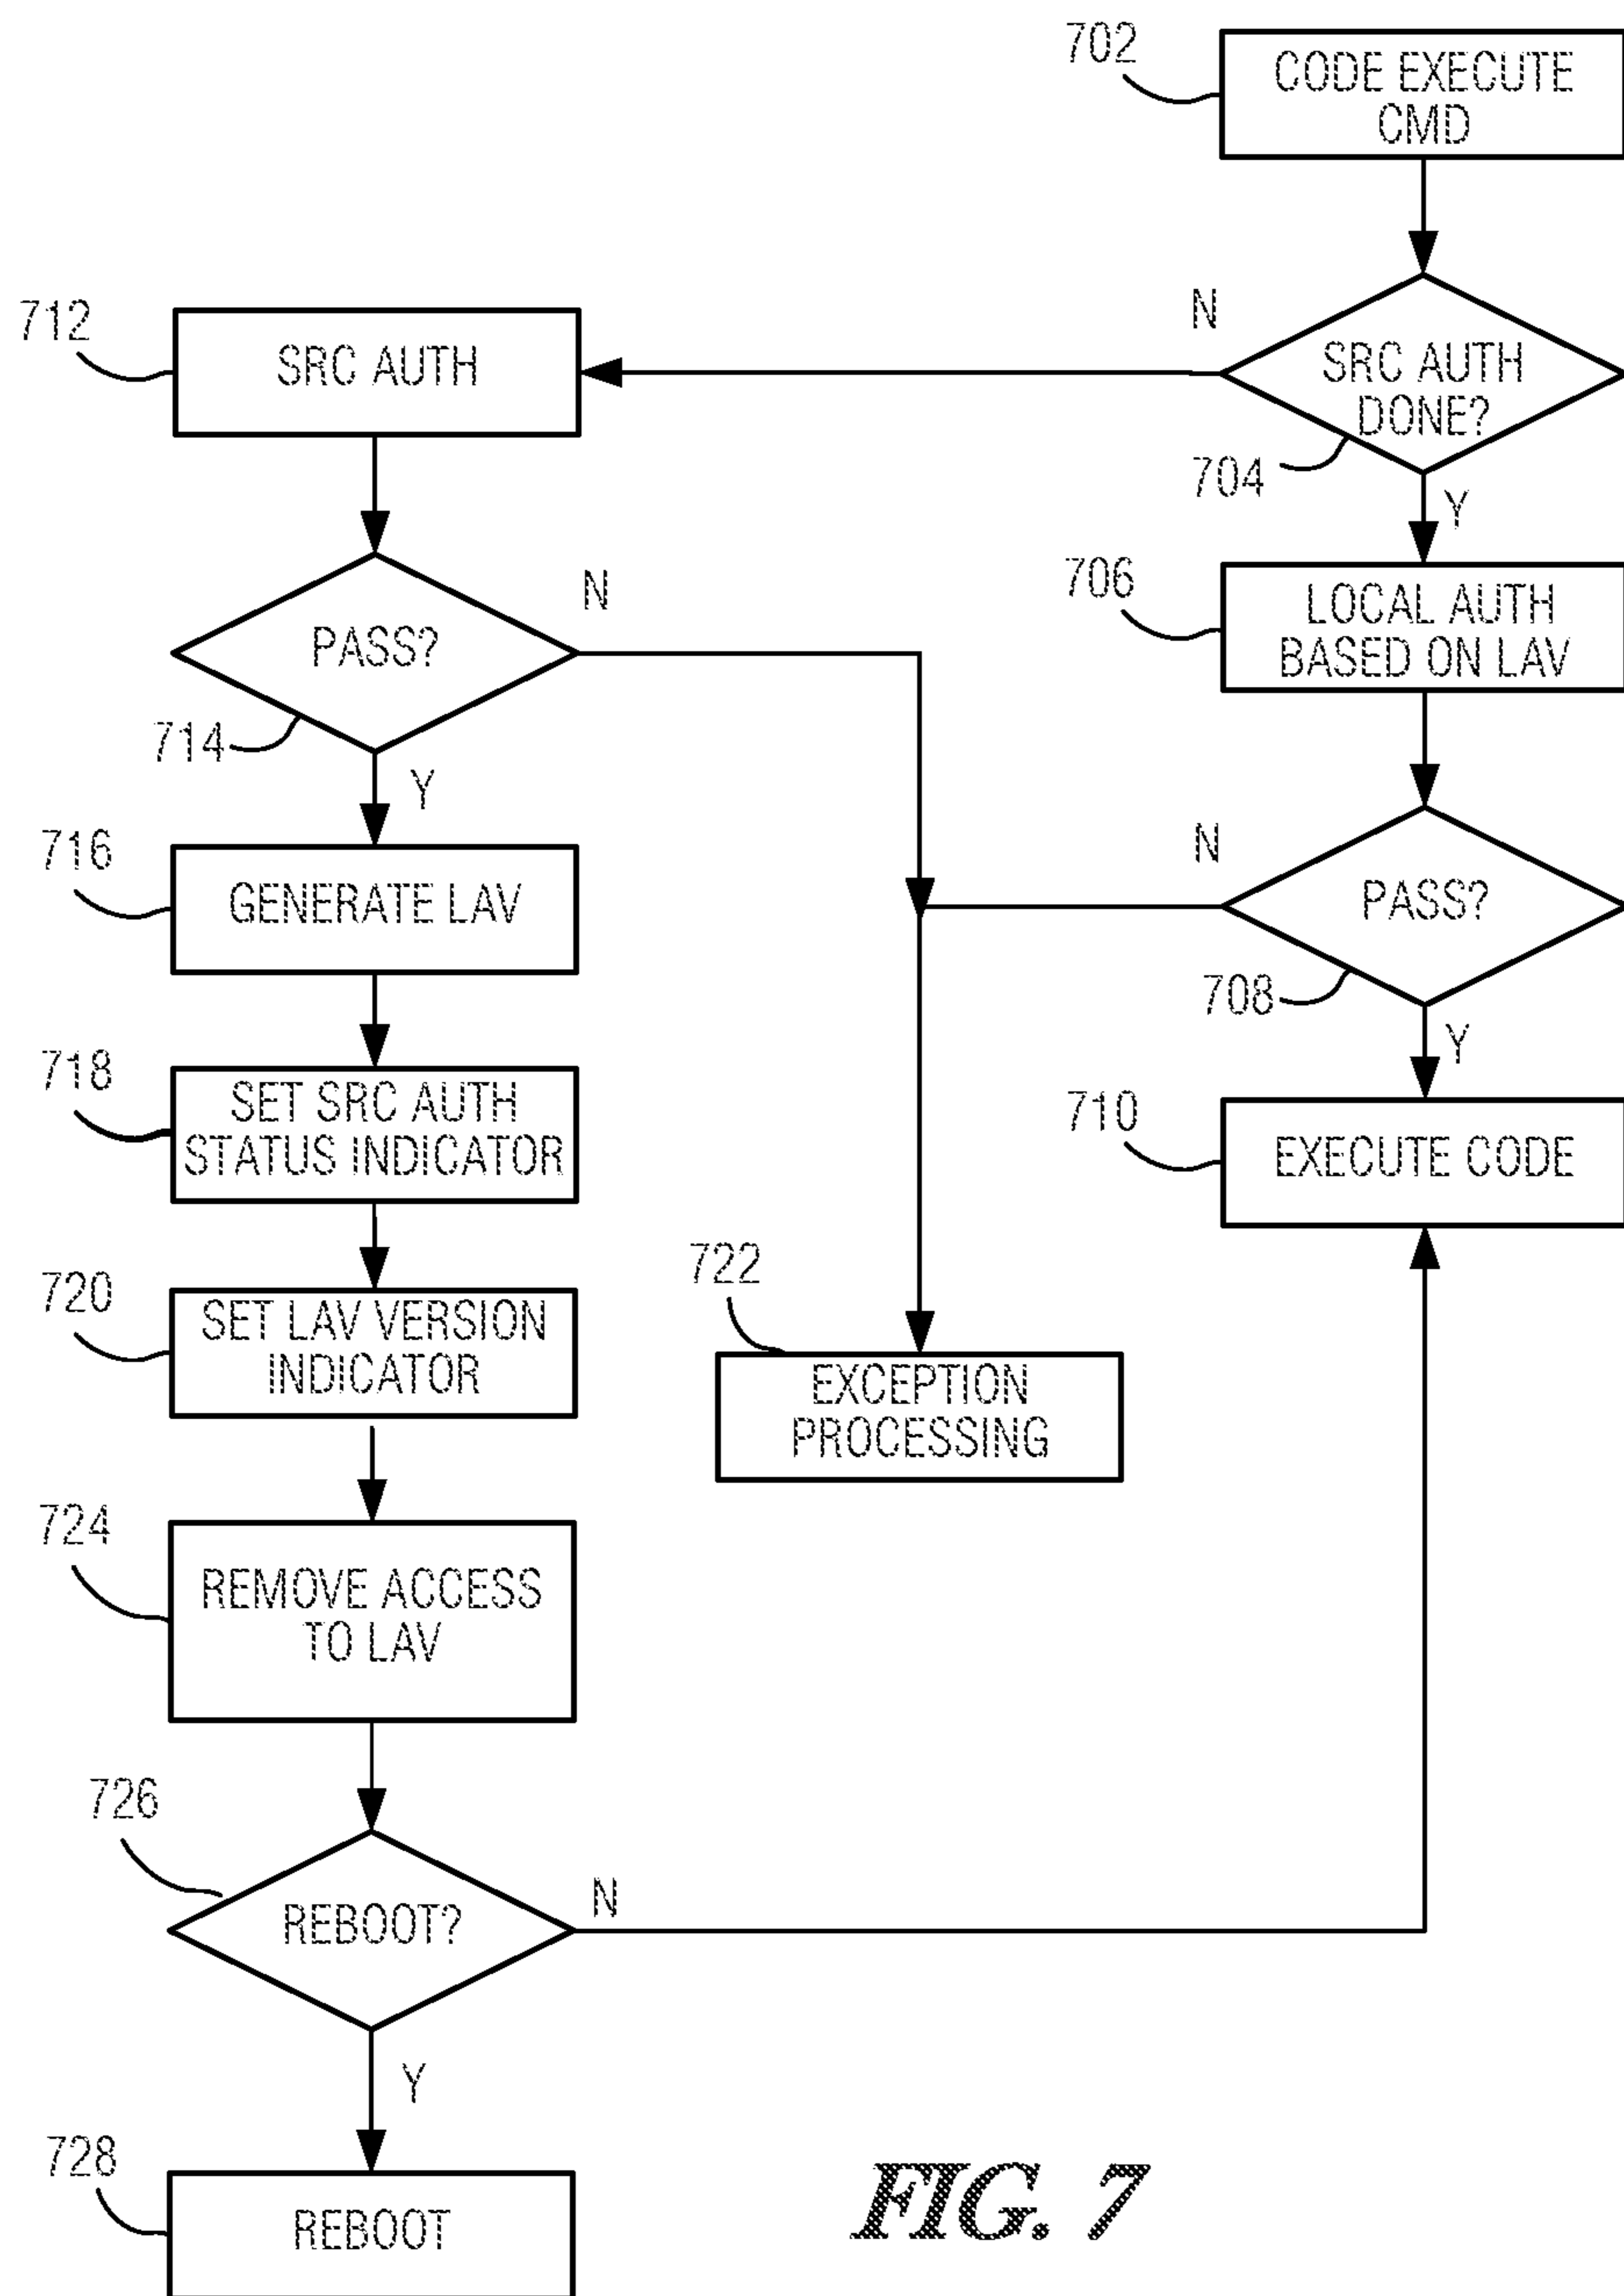 702
CODE EXECUTE
CMD
712
SRC AUTH
N
SRC AUTH
DONE?
704
Y
706
LOCAL AUTH
BASED ON LAV
PASS?
N
714
Y
N
PASS?
708
Y
716
GENERATE LAV
718
SET SRC AUTH
STATUS INDICATOR
710
EXECUTE CODE
720
SET LAV VERSION
INDICATOR
722
EXCEPTION
PROCESSING
724
REMOVE ACCESS
TO LAV
726
REBOOT?
N
Y
728
REBOOT
FIG. 7